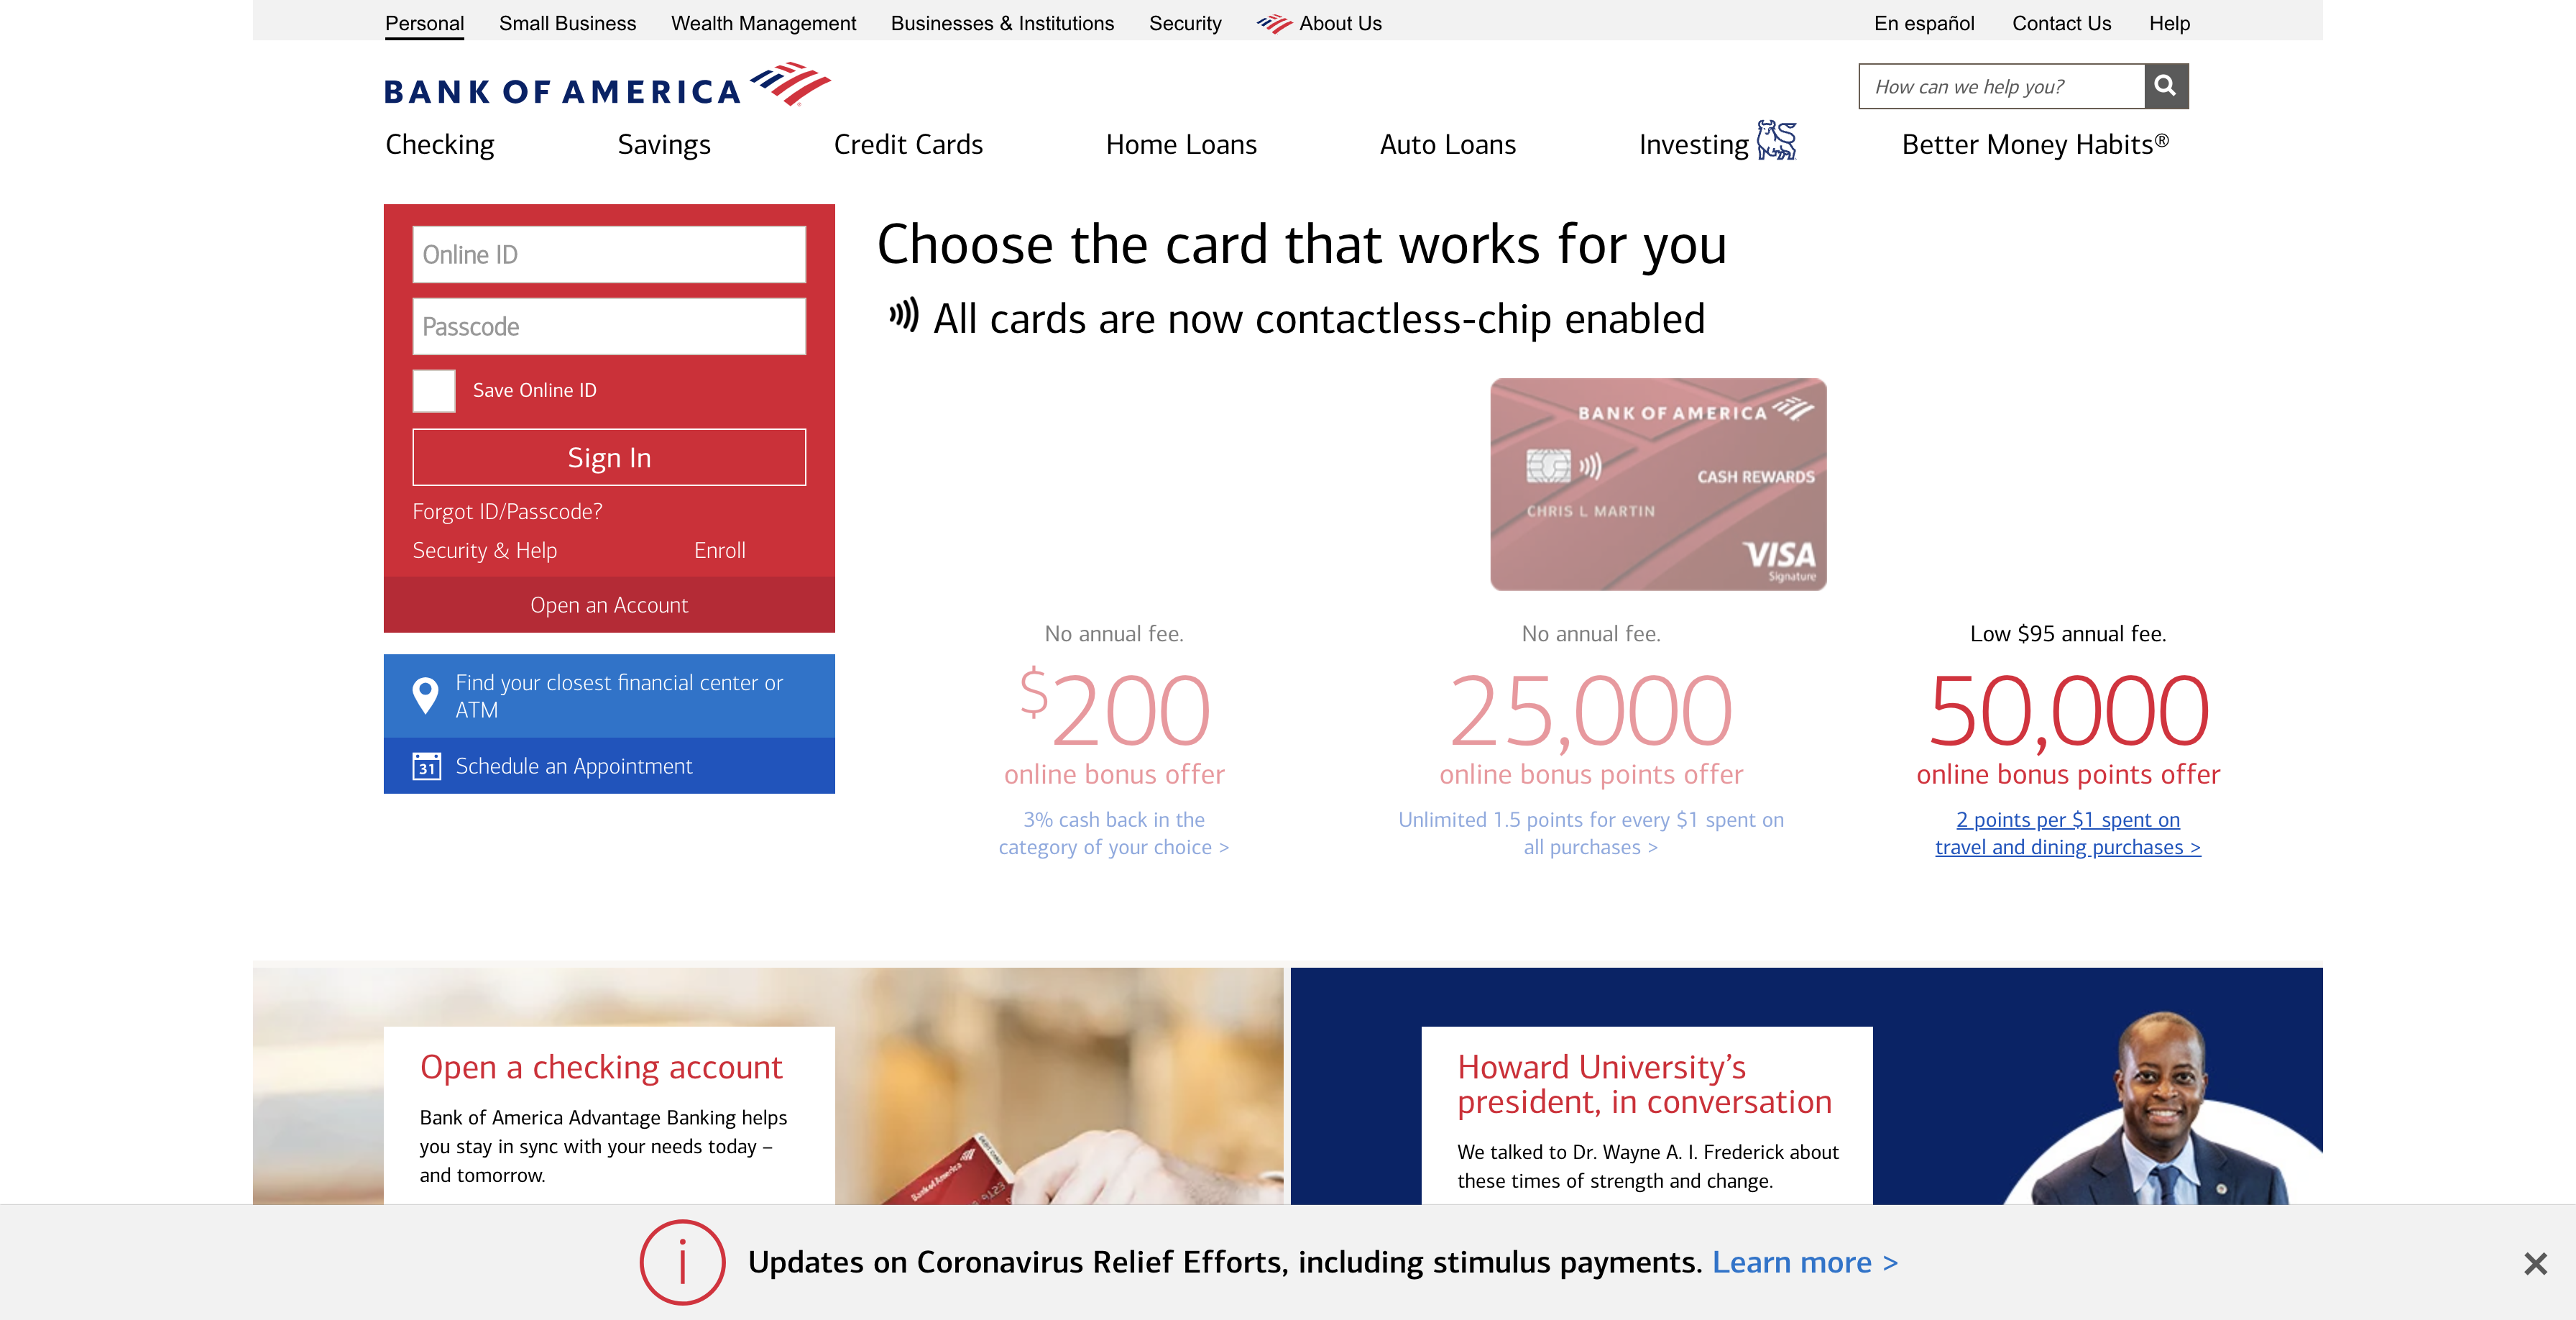 Personal Small Business Wealth Management Businesses & Institutions Security About Us En español Contact Us Help
BANK OF AMERICA
How can we help you?
Checking Savings Credit Cards Home Loans Auto Loans Investing Better Money Habits®
Online ID
Passcode
Save Online ID
Sign In
Forgot ID/Passcode?
Security & Help Enroll
Open an Account
Find your closest financial center or
ATM
31 Schedule an Appointment
Choose the card that works for you
All cards are now contactless-chip enabled
BANK OF AMERICA
CASH REWARDS
CHRIS L MARTIN
VISA
Signature
No annual fee.
$200
online bonus offer
3% cash back in the
category of your choice >
No annual fee.
25,000
online bonus points offer
Unlimited 1.5 points for every $1 spent on
all purchases >
Low $95 annual fee.
50,000
online bonus points offer
2 points per $1 spent on
travel and dining purchases >
Open a checking account
Bank of America Advantage Banking helps
you stay in sync with your needs today –
and tomorrow.
Bank of America
DEBIT CARD
Howard University's
president, in conversation
We talked to Dr. Wayne A. I. Frederick about
these times of strength and change.
i Updates on Coronavirus Relief Efforts, including stimulus payments. Learn more >